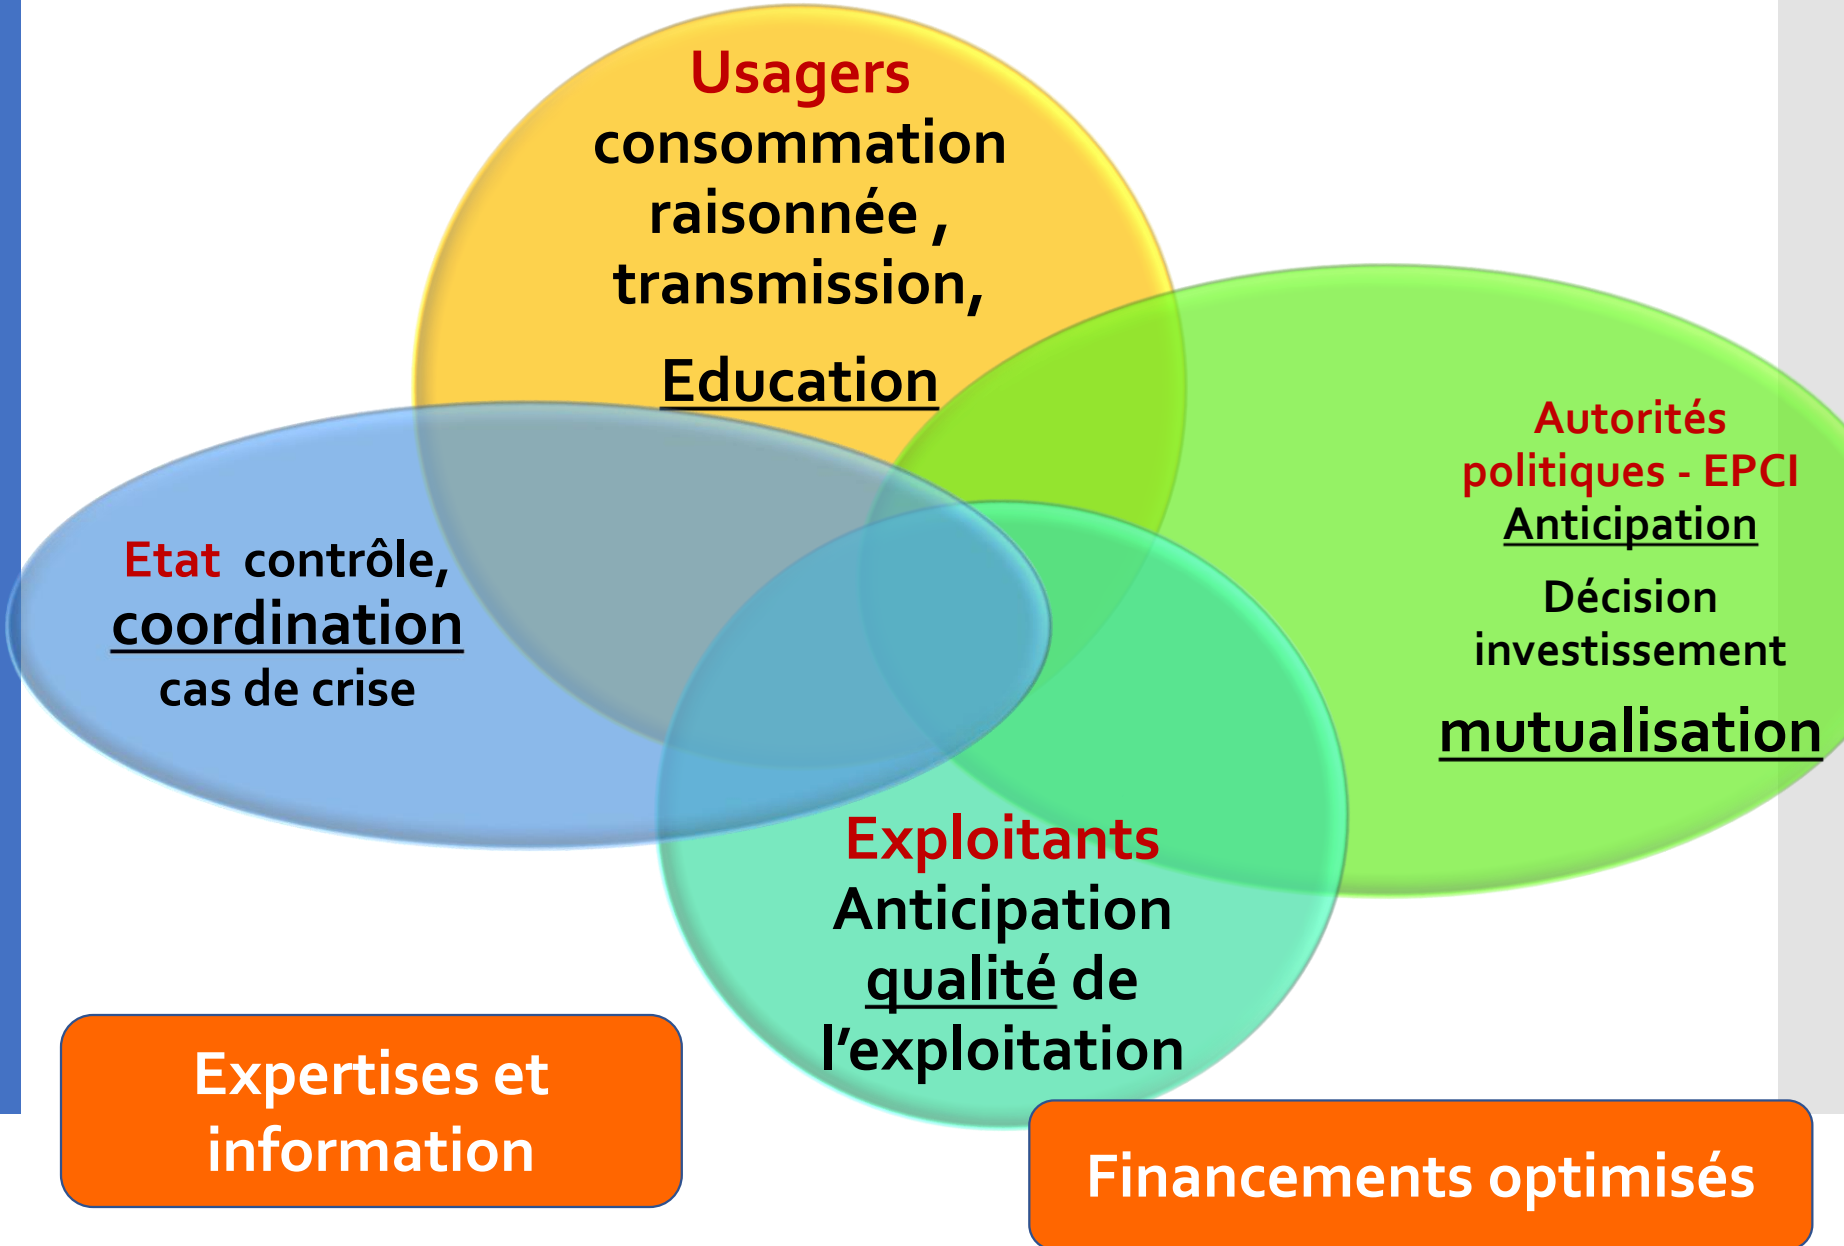 Usagers
consommation
raisonnée ,
transmission,
Education
Autorités
politiques - EPCI
Anticipation
Décision
investissement
mutualisation
Etat contrôle,
coordination
cas de crise
Exploitants
Anticipation
qualité de
l’exploitation
Expertises et
information
Financements optimisés